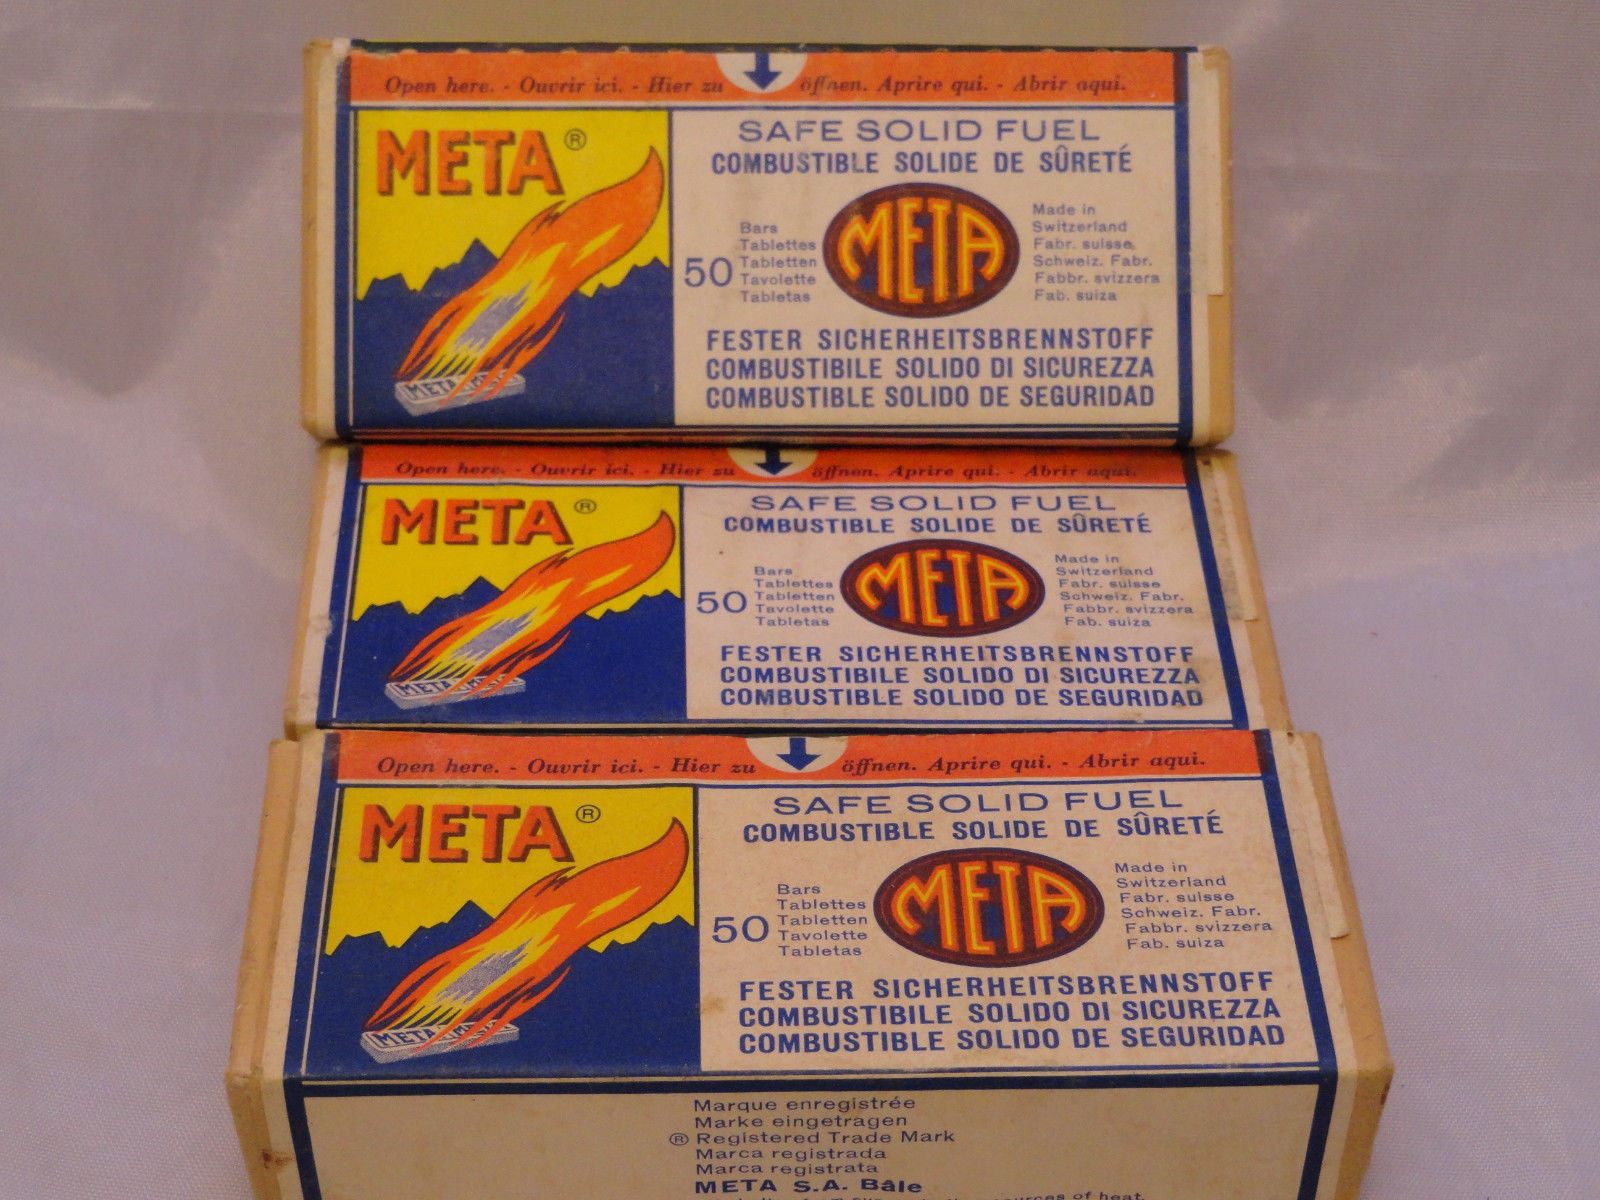 Open here. - Ouvrir ici. - Hier zu öffnen. Aprire qui. - Abrir aqui.
META ®
SAFE SOLID FUEL
COMBUSTIBLE SOLIDE DE SÛRETÉ
50
Bars
Tablettes
Tabletten
Tavolette
Tabletas
META
Made in
Switzerland
Fabr. suisse
Schweiz. Fabr.
Fabbr. svizzera
Fab. suiza
FESTER SICHERHEITSBRENNSTOFF
COMBUSTIBILE SOLIDO DI SICUREZZA
COMBUSTIBLE SOLIDO DE SEGURIDAD
META
Open here. - Ouvrir ici. - Hier zu öffnen. Aprire qui. - Abrir aqui.
META ®
SAFE SOLID FUEL
COMBUSTIBLE SOLIDE DE SÛRETÉ
50
Bars
Tablettes
Tabletten
Tavolette
Tabletas
META
Made in
Switzerland
Fabr. suisse
Schweiz. Fabr.
Fabbr. svizzera
Fab. suiza
FESTER SICHERHEITSBRENNSTOFF
COMBUSTIBILE SOLIDO DI SICUREZZA
COMBUSTIBLE SOLIDO DE SEGURIDAD
META
Open here. - Ouvrir ici. - Hier zu öffnen. Aprire qui. - Abrir aqui.
META ®
SAFE SOLID FUEL
COMBUSTIBLE SOLIDE DE SÛRETÉ
50
Bars
Tablettes
Tabletten
Tavolette
Tabletas
META
Made in
Switzerland
Fabr. suisse
Schweiz. Fabr.
Fabbr. svizzera
Fab. suiza
FESTER SICHERHEITSBRENNSTOFF
COMBUSTIBILE SOLIDO DI SICUREZZA
COMBUSTIBLE SOLIDO DE SEGURIDAD
META
Marque enregistrée
Marke eingetragen
® Registered Trade Mark
Marca registrada
Marca registrata
META S.A. Bâle
of heat.